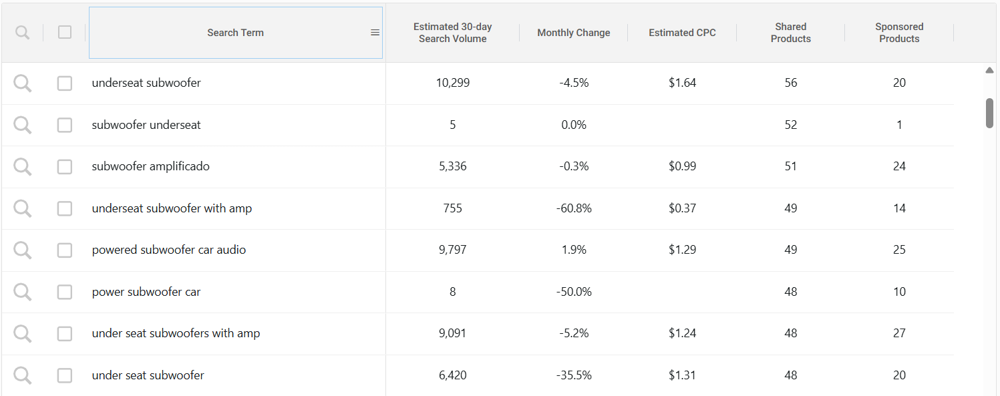 Search Term
Estimated 30-day
Search Volume
Monthly Change
Estimated CPC
Shared
Products
Sponsored
Products
underseat subwoofer 10,299 -4.5% $1.64 56 20
subwoofer underseat 5 0.0% 52 1
subwoofer amplificado 5,336 -0.3% $0.99 51 24
underseat subwoofer with amp 755 -60.8% $0.37 49 14
powered subwoofer car audio 9,797 1.9% $1.29 49 25
power subwoofer car 8 -50.0% 48 10
under seat subwoofers with amp 9,091 -5.2% $1.24 48 27
under seat subwoofer 6,420 -35.5% $1.31 48 20